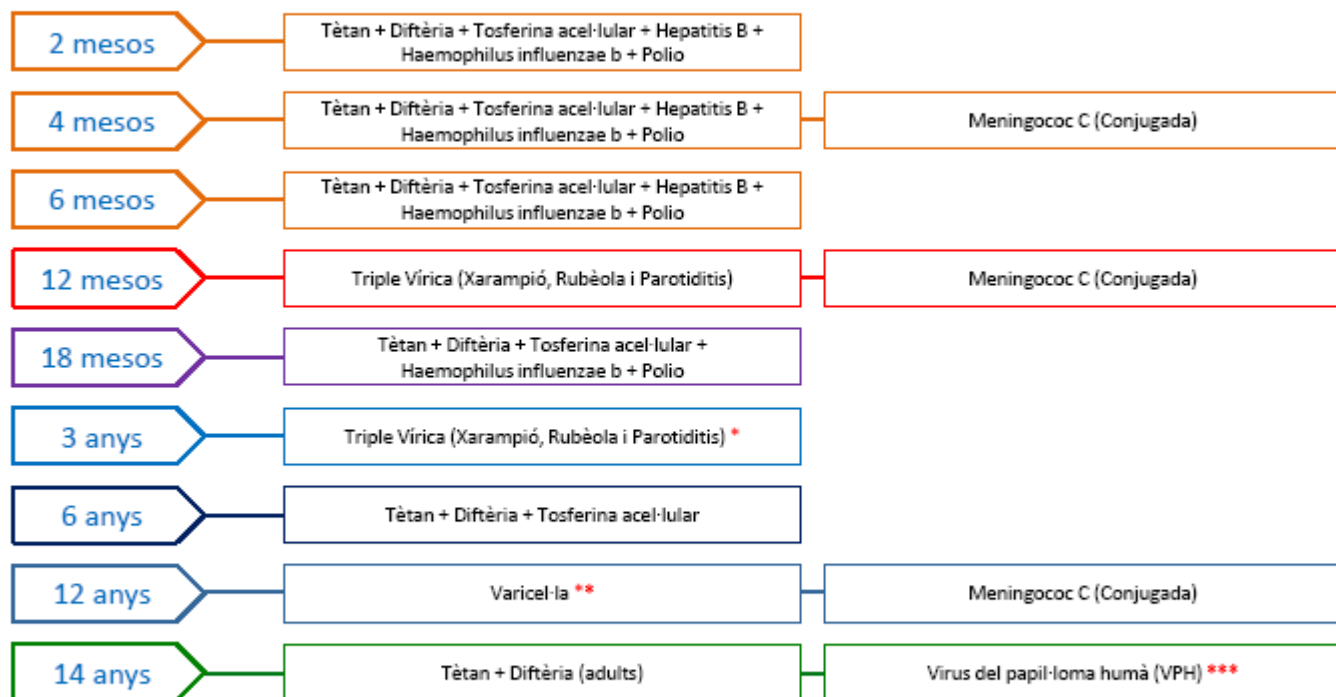 2 mesos
Tètan + Diftèria + Tosferina acel·lular + Hepatitis B +
Haemophilus influenzae b + Polio
4 mesos
Tètan + Diftèria + Tosferina acel·lular + Hepatitis B +
Haemophilus influenzae b + Polio
Meningococ C (Conjugada)
6 mesos
Tètan + Diftèria + Tosferina acel·lular + Hepatitis B +
Haemophilus influenzae b + Polio
12 mesos
Triple Vírica (Xarampió, Rubèola i Parotiditis)
Meningococ C (Conjugada)
18 mesos
Tètan + Diftèria + Tosferina acel·lular +
Haemophilus influenzae b + Polio
3 anys
Triple Vírica (Xarampió, Rubèola i Parotiditis) *
6 anys
Tètan + Diftèria + Tosferina acel·lular
12 anys
Varicel·la **
Meningococ C (Conjugada)
14 anys
Tètan + Diftèria (adults)
Virus del papil·loma humà (VPH) ***